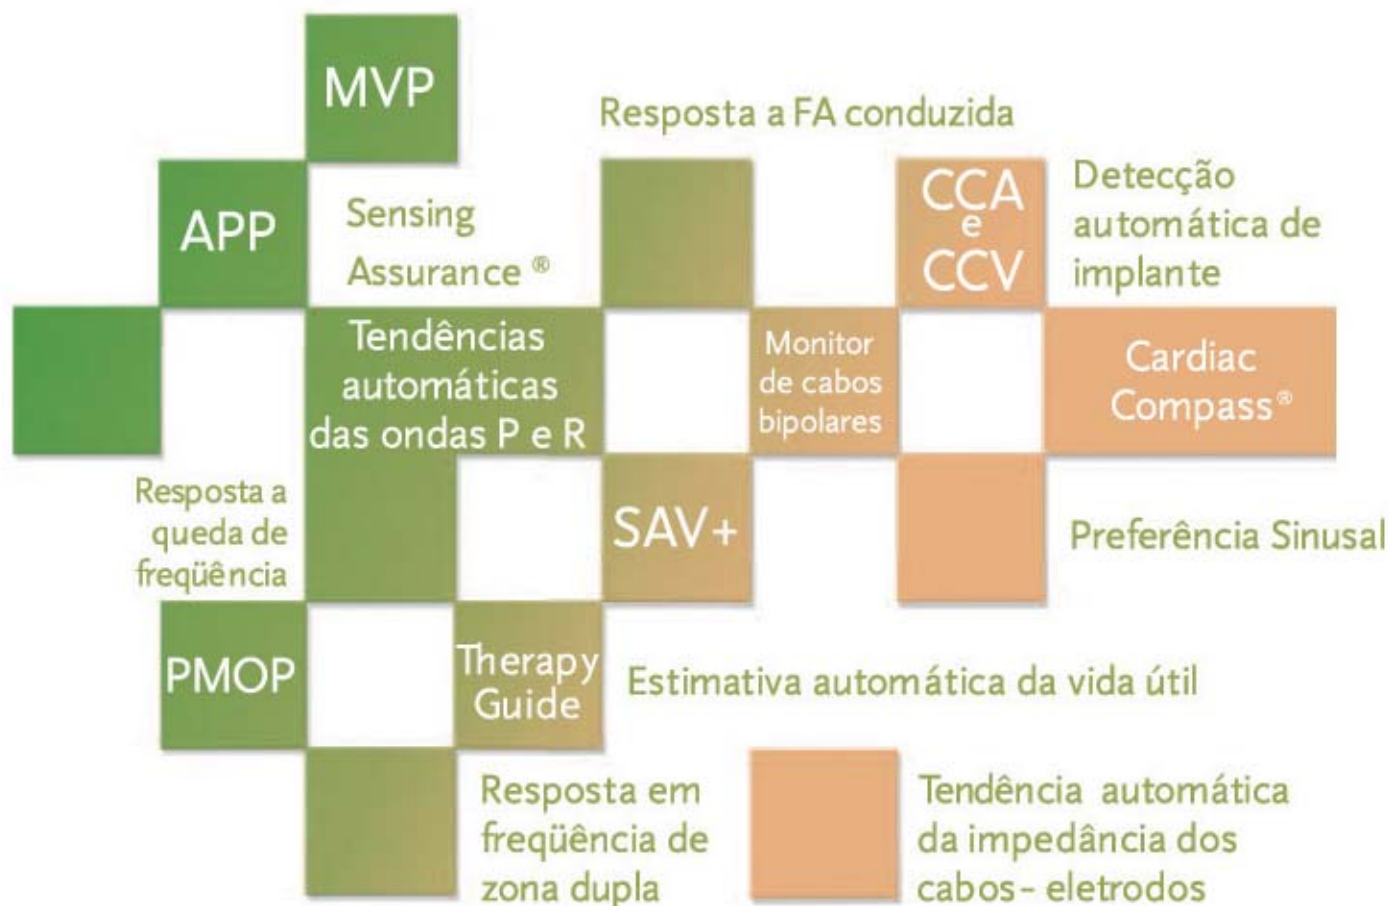 MVP
Resposta a FA conduzida
APP
Sensing
Assurance ®
CCA
e
CCV
Detecção
automática de
implante
Tendências
automáticas
das ondas P e R
Monitor
de cabos
bipolares
Cardiac
Compass®
Resposta a
queda de
freqüência
SAV+
Preferência Sinusal
PMOP
Therapy
Guide
Estimativa automática da vida útil
Resposta em
freqüência de
zona dupla
Tendência automática
da impedância dos
cabos- eletrodos